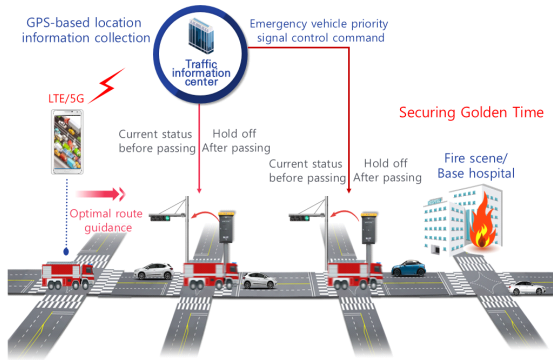 GPS-based location
information collection
Traffic
information
center
Emergency vehicle priority
signal control command
LTE/5G
Securing Golden Time
Current status
before passing
Hold off
After passing
Current status
before passing
Hold off
After passing
Fire scene/
Base hospital
Optimal route
guidance